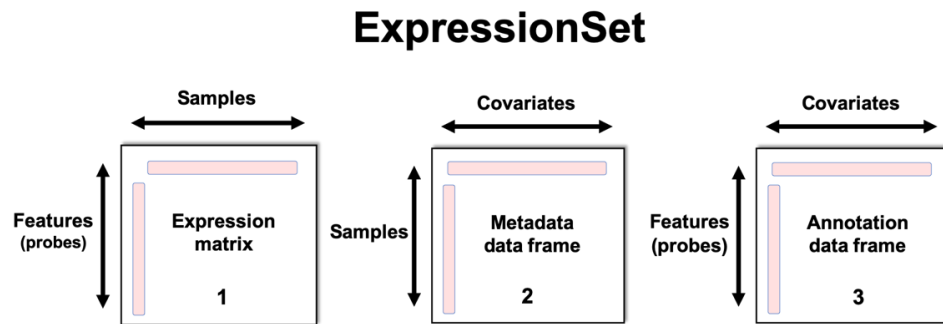 ExpressionSet
Samples
Covariates
Covariates
Features
(probes)
Expression
matrix
1
Samples
Metadada
data frame
2
Features
(probes)
Annotation
data frame
3